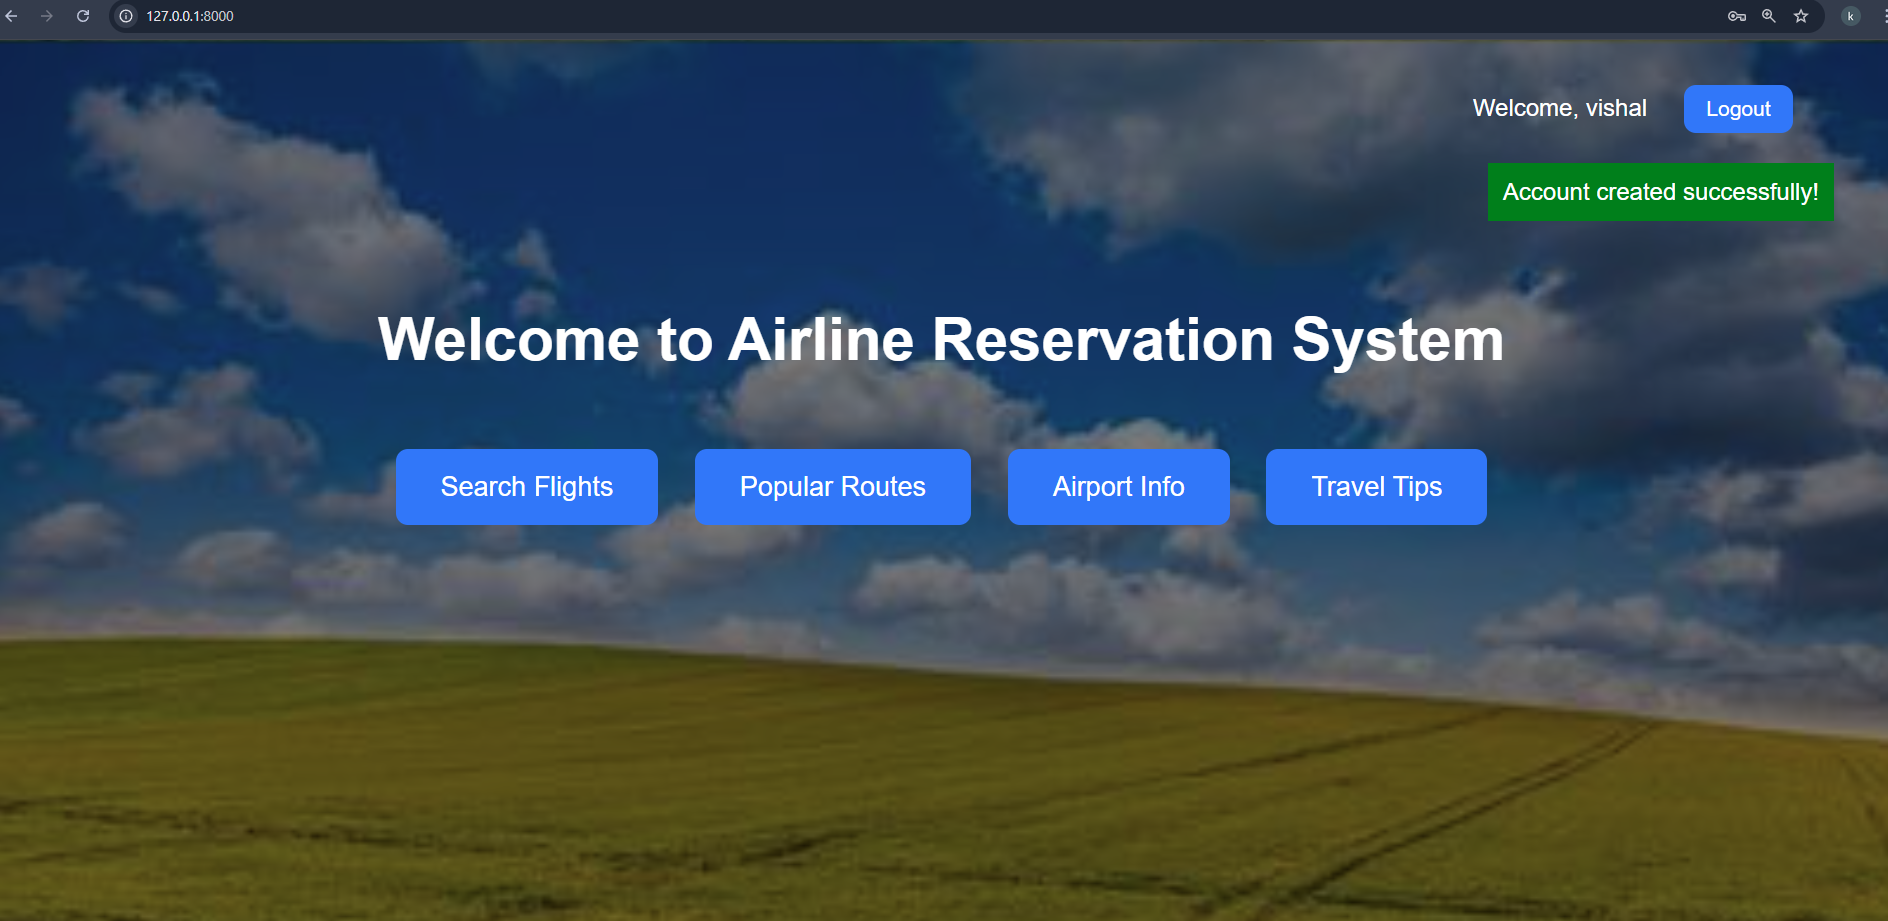 127.0.0.1:8000
k
Welcome, vishal
Logout
Account created successfully!
Welcome to Airline Reservation System
Search Flights
Popular Routes
Airport Info
Travel Tips